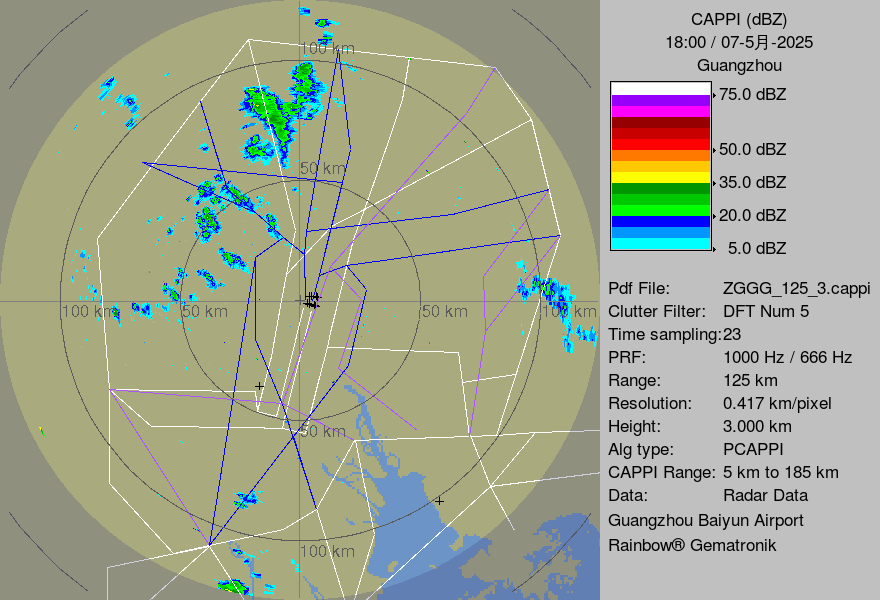 100 km
50 km
100 km
50 km
50 km
100 km
50 km
100 km
CAPPI (dBZ)
18:00 / 07-5月-2025
Guangzhou
75.0 dBZ
50.0 dBZ
35.0 dBZ
20.0 dBZ
5.0 dBZ
Pdf File: ZGGG_125_3.cappi
Clutter Filter: DFT Num 5
Time sampling:23
PRF: 1000 Hz / 666 Hz
Range: 125 km
Resolution: 0.417 km/pixel
Height: 3.000 km
Alg type: PCAPPI
CAPPI Range: 5 km to 185 km
Data: Radar Data
Guangzhou Baiyun Airport
Rainbow® Gematronik